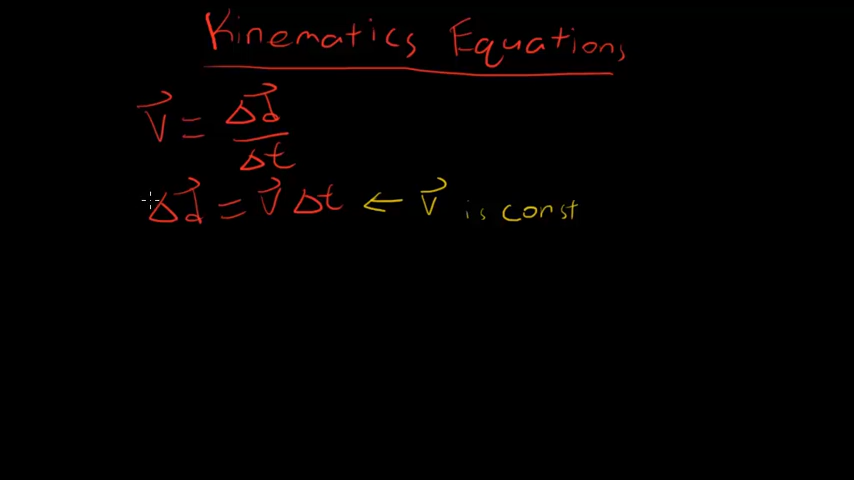 Kinematics Equations
v⃗ = Δd⃗ / Δt
Δd⃗ = v⃗ Δt ← v⃗ is const